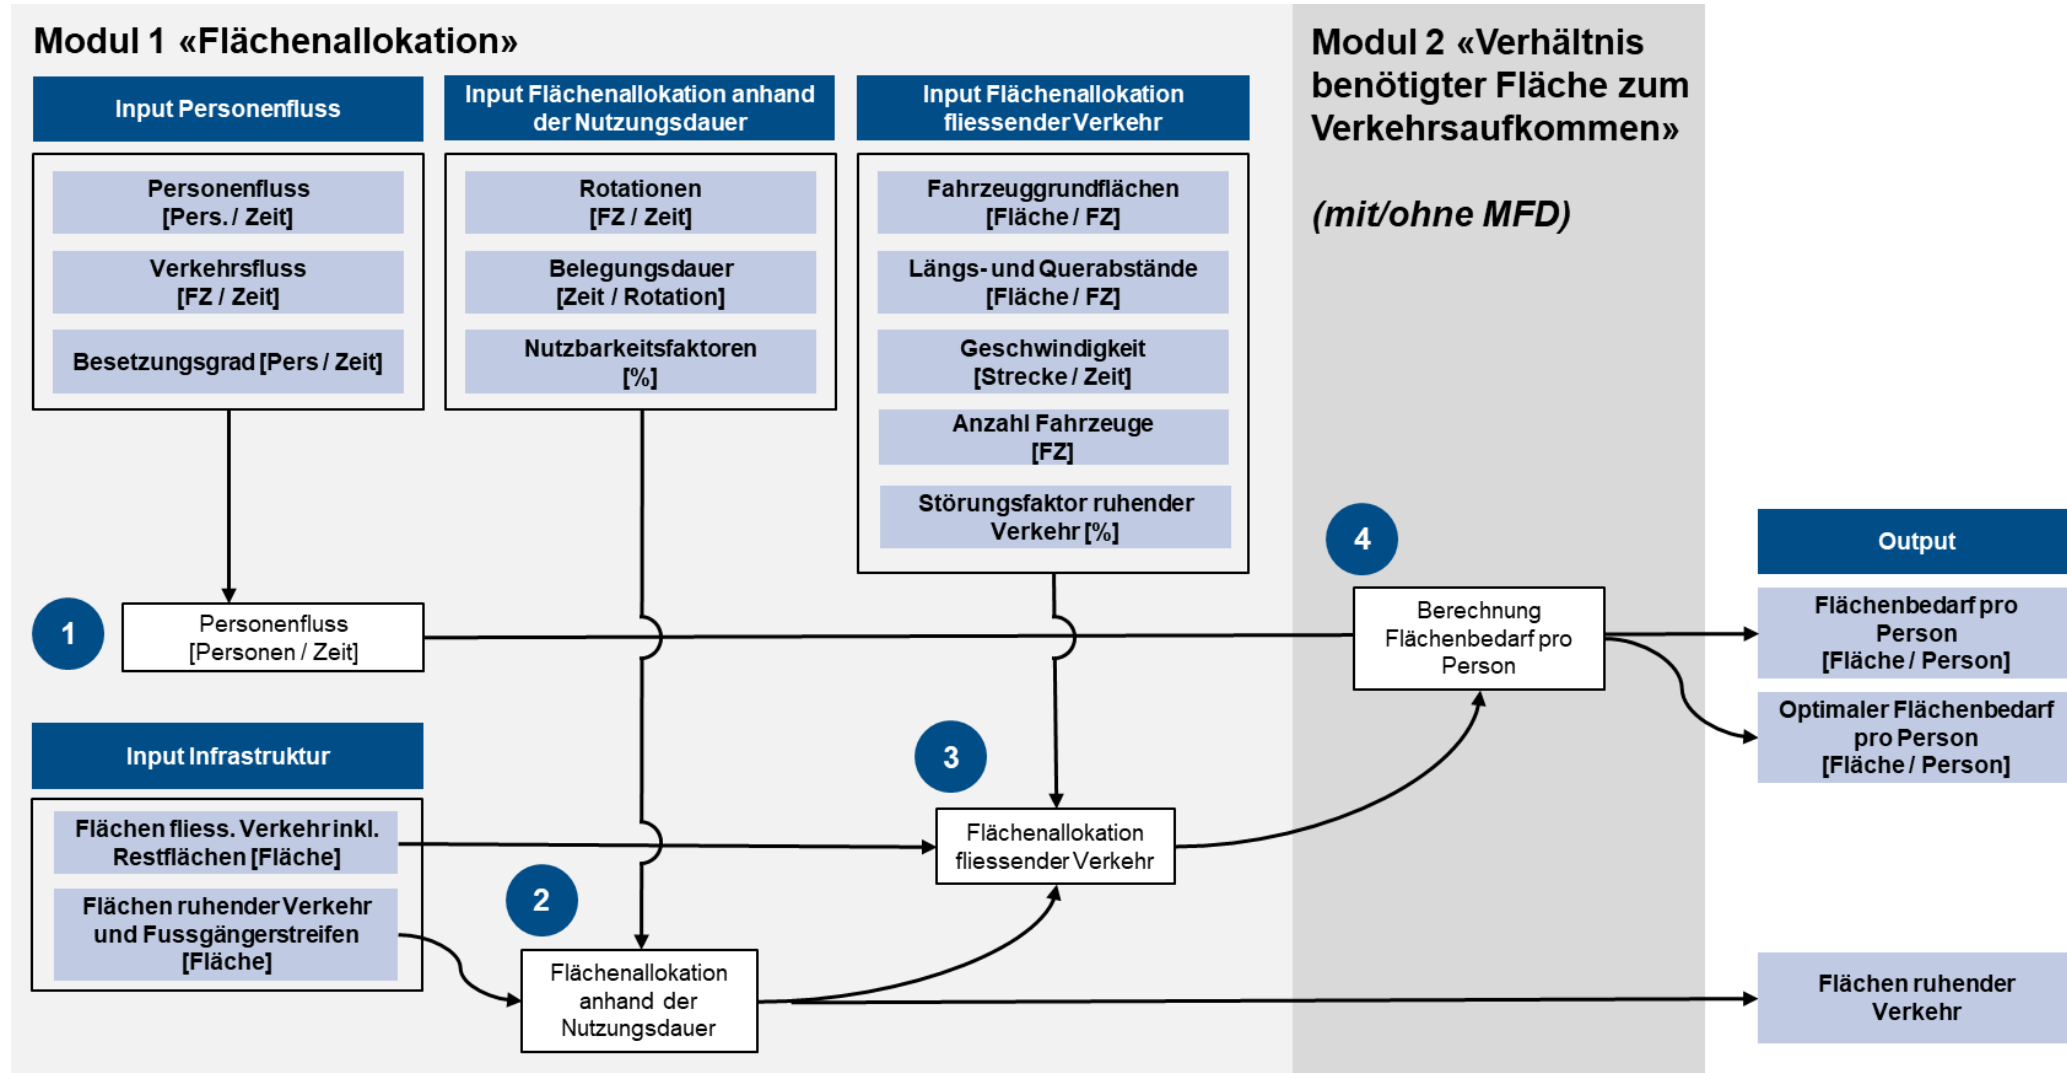 Modul 1 «Flächenallokation»
Input Personenfluss
Personenfluss
[Pers. / Zeit]
Verkehrsfluss
[FZ / Zeit]
Besetzungsgrad [Pers / Zeit]
Input Flächenallokation anhand
der Nutzungsdauer
Rotationen
[FZ / Zeit]
Belegungsdauer
[Zeit / Rotation]
Nutzbarkeitsfaktoren
[%]
Input Flächenallokation
fliessender Verkehr
Fahrzeuggrundflächen
[Fläche / FZ]
Längs- und Querabstände
[Fläche / FZ]
Geschwindigkeit
[Strecke / Zeit]
Anzahl Fahrzeuge
[FZ]
Störungsfaktor ruhender
Verkehr [%]
Modul 2 «Verhältnis
benötigter Fläche zum
Verkehrsaufkommen»
(mit/ohne MFD)
1
Personenfluss
[Personen / Zeit]
Input Infrastruktur
Flächen fliess. Verkehr inkl.
Restflächen [Fläche]
Flächen ruhender Verkehr
und Fussgängerstreifen
[Fläche]
2
Flächenallokation
anhand der
Nutzungsdauer
3
Flächenallokation
fliessender Verkehr
4
Berechnung
Flächenbedarf pro
Person
Output
Flächenbedarf pro
Person
[Fläche / Person]
Optimaler Flächenbedarf
pro Person
[Fläche / Person]
Flächen ruhender
Verkehr